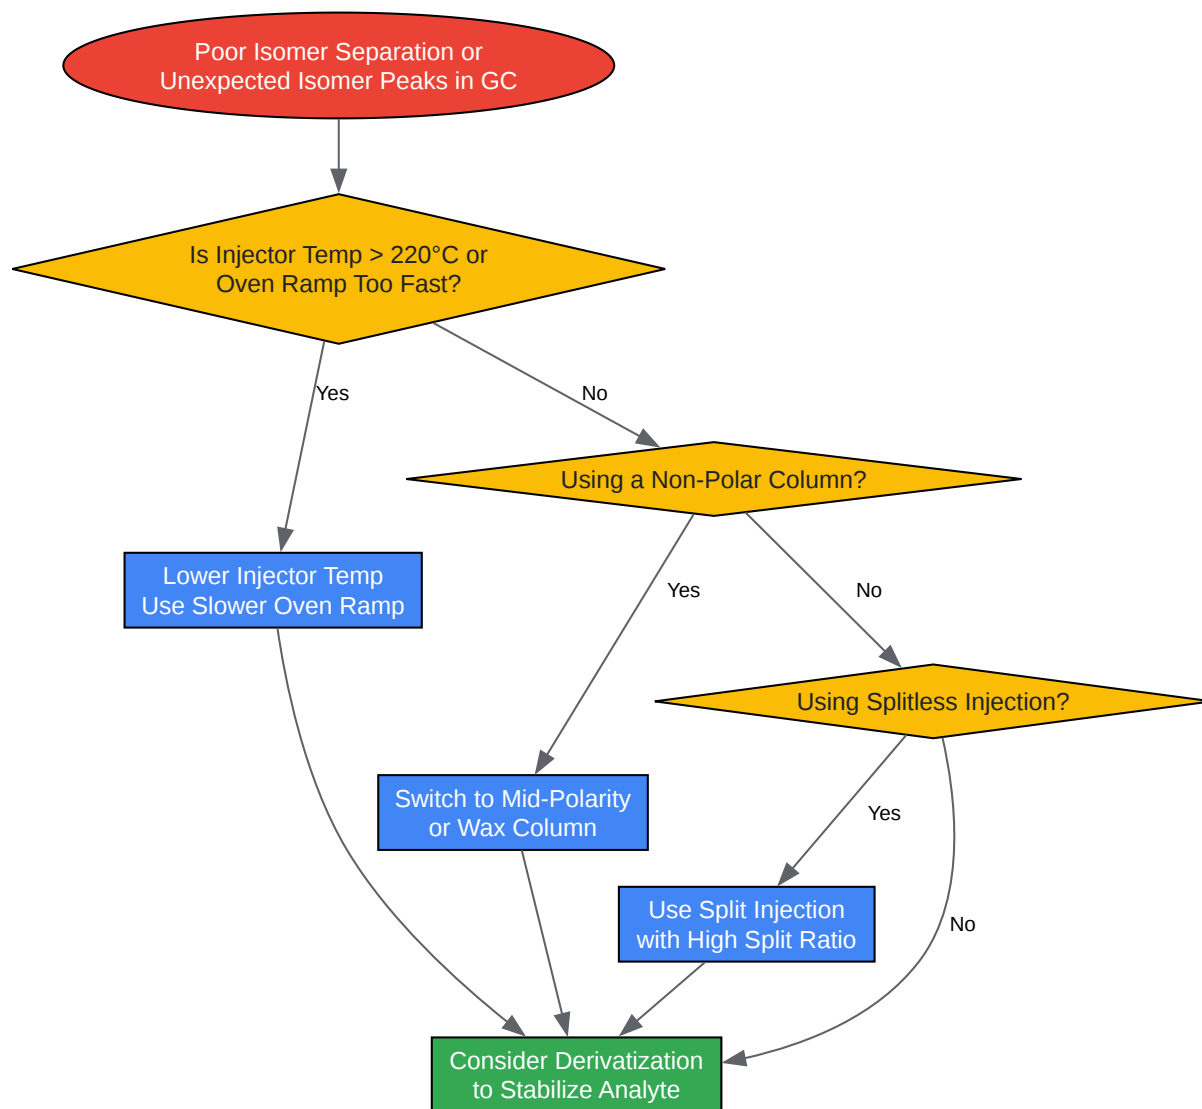 Poor Isomer Separation or
Unexpected Isomer Peaks in GC
Is Injector Temp > 220°C or
Oven Ramp Too Fast?
Yes
No
Using a Non-Polar Column?
Lower Injector Temp
Use Slower Oven Ramp
Yes
No
Using Splitless Injection?
Switch to Mid-Polarity
or Wax Column
Yes
Use Split Injection
with High Split Ratio
No
Consider Derivatization
to Stabilize Analyte